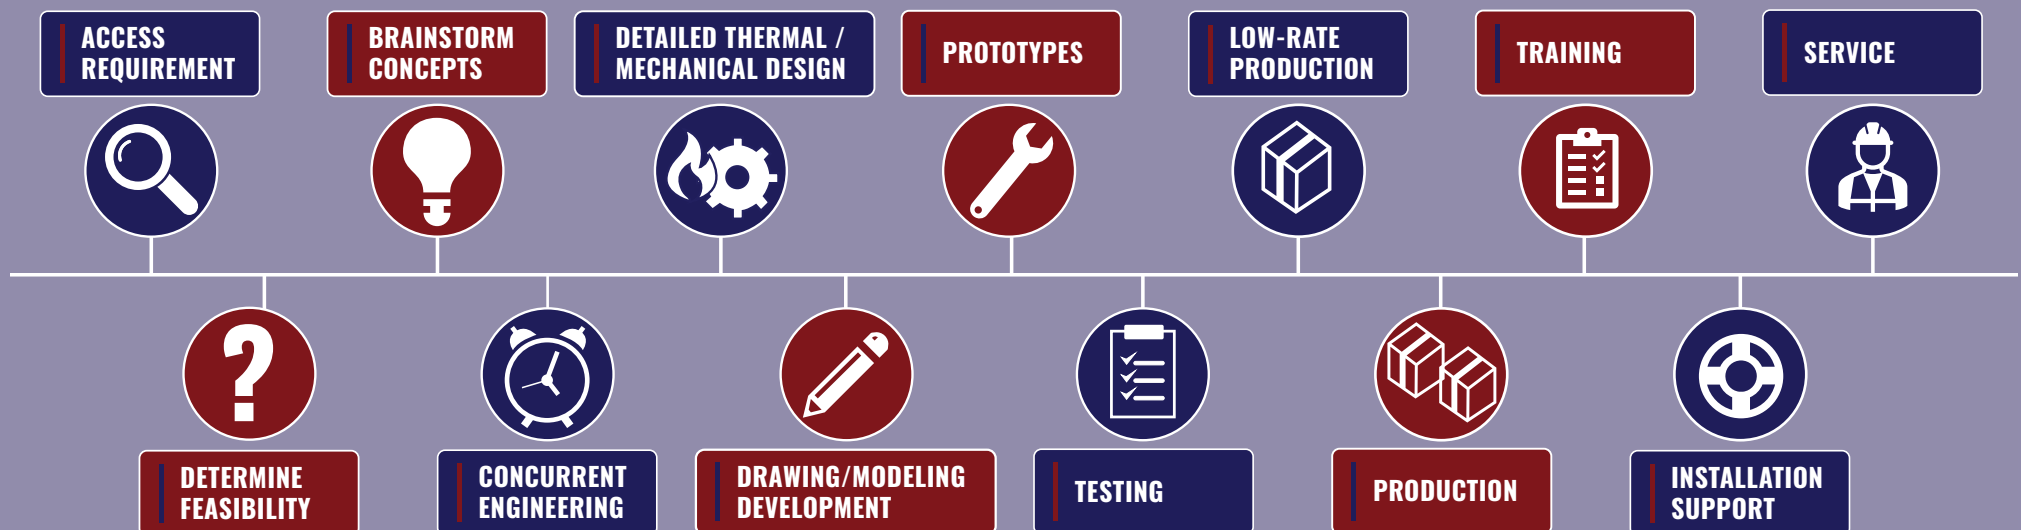 ACCESS
REQUIREMENT
BRAINSTORM
CONCEPTS
DETAILED THERMAL /
MECHANICAL DESIGN
PROTOTYPES
LOW-RATE
PRODUCTION
TRAINING
SERVICE
DETERMINE
FEASIBILITY
CONCURRENT
ENGINEERING
DRAWING/MODELING
DEVELOPMENT
TESTING
PRODUCTION
INSTALLATION
SUPPORT